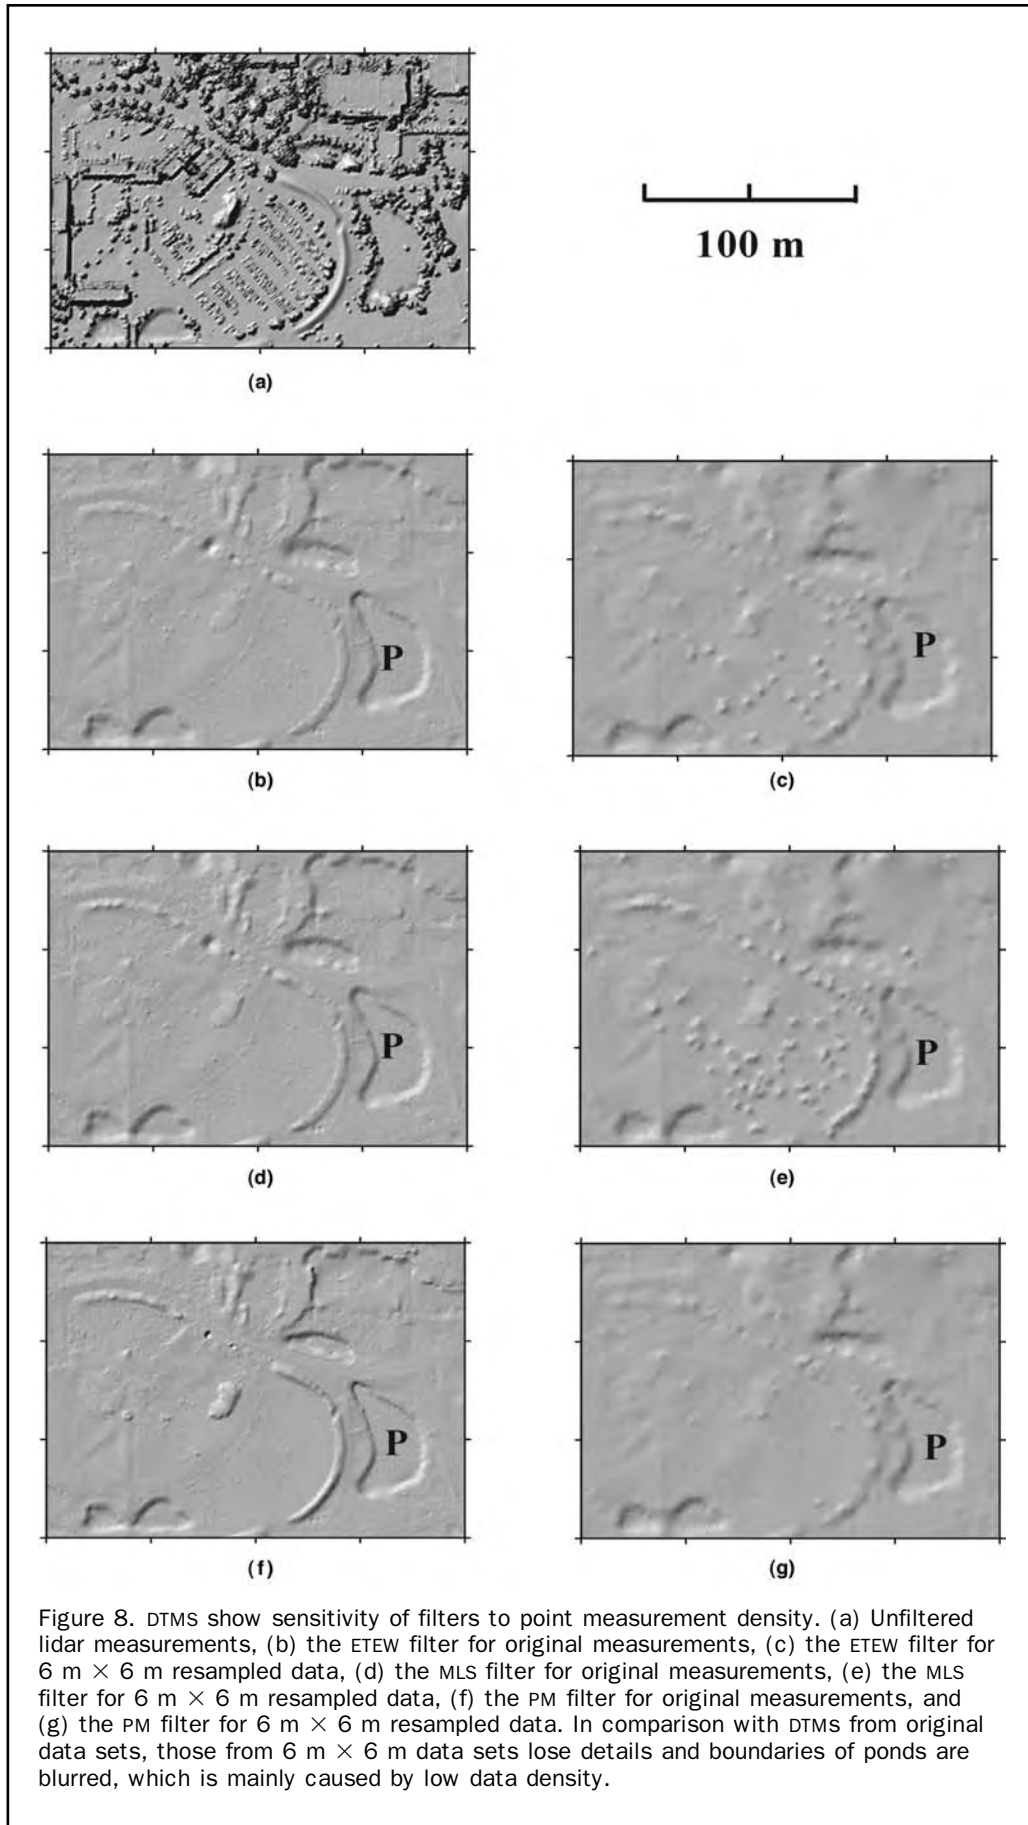 100 m
(a)
P
P
(b)
(c)
P
P
(d)
(e)
P
P
(f)
(g)
Figure 8. DTMS show sensitivity of filters to point measurement density. (a) Unfiltered
lidar measurements, (b) the ETEW filter for original measurements, (c) the ETEW filter for
6 m × 6 m resampled data, (d) the MLS filter for original measurements, (e) the MLS
filter for 6 m × 6 m resampled data, (f) the PM filter for original measurements, and
(g) the PM filter for 6 m × 6 m resampled data. In comparison with DTMs from original
data sets, those from 6 m × 6 m data sets lose details and boundaries of ponds are
blurred, which is mainly caused by low data density.